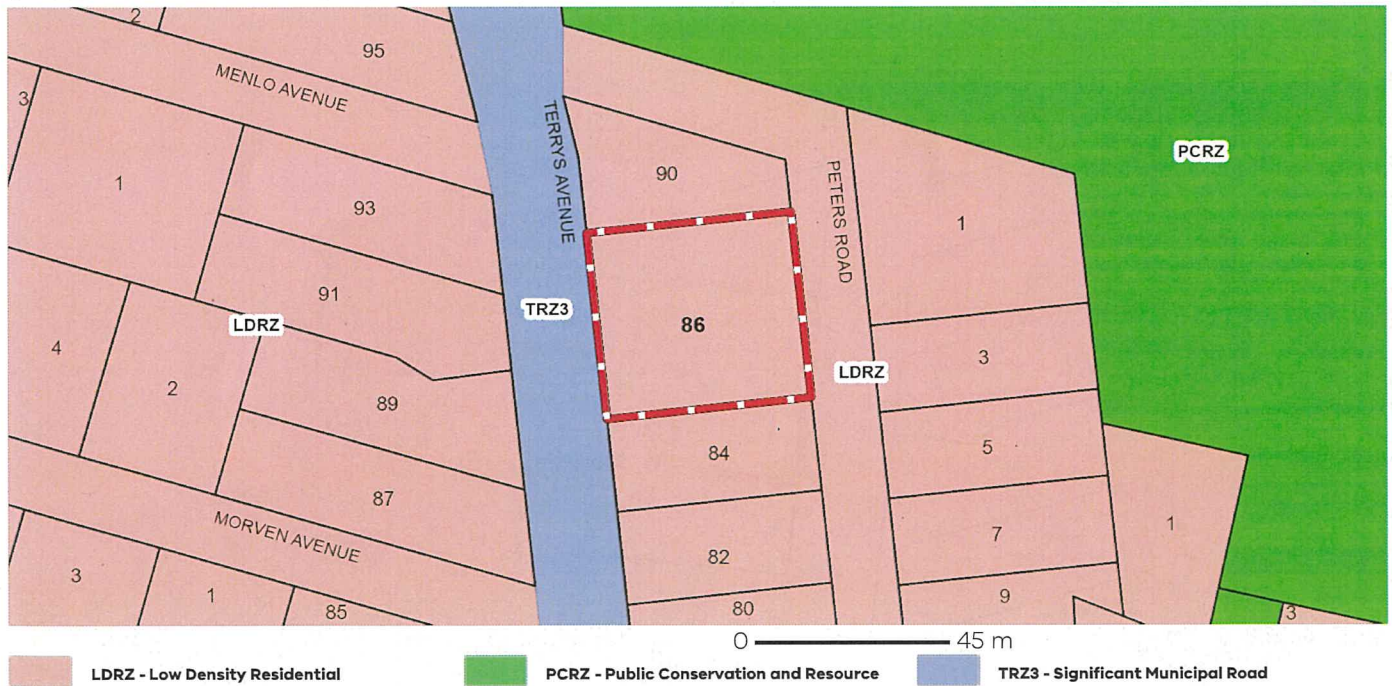 2
95
MENLO AVENUE
3
TERRYS AVENUE
PCRZ
90
PETERS ROAD
1
93
1
91
TRZ3
LDRZ
86
4
3
LDRZ
2
89
84
5
87
7
1
MORVEN AVENUE
82
3
1
85
80
9
3
0 45 m
LDRZ - Low Density Residential
PCRZ - Public Conservation and Resource
TRZ3 - Significant Municipal Road